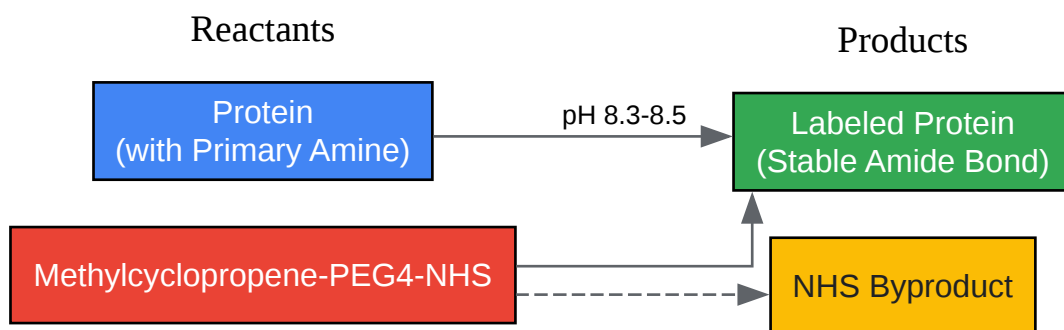 Reactants
Products
Protein
(with Primary Amine)
pH 8.3-8.5
Labeled Protein
(Stable Amide Bond)
Methylcyclopropene-PEG4-NHS
NHS Byproduct